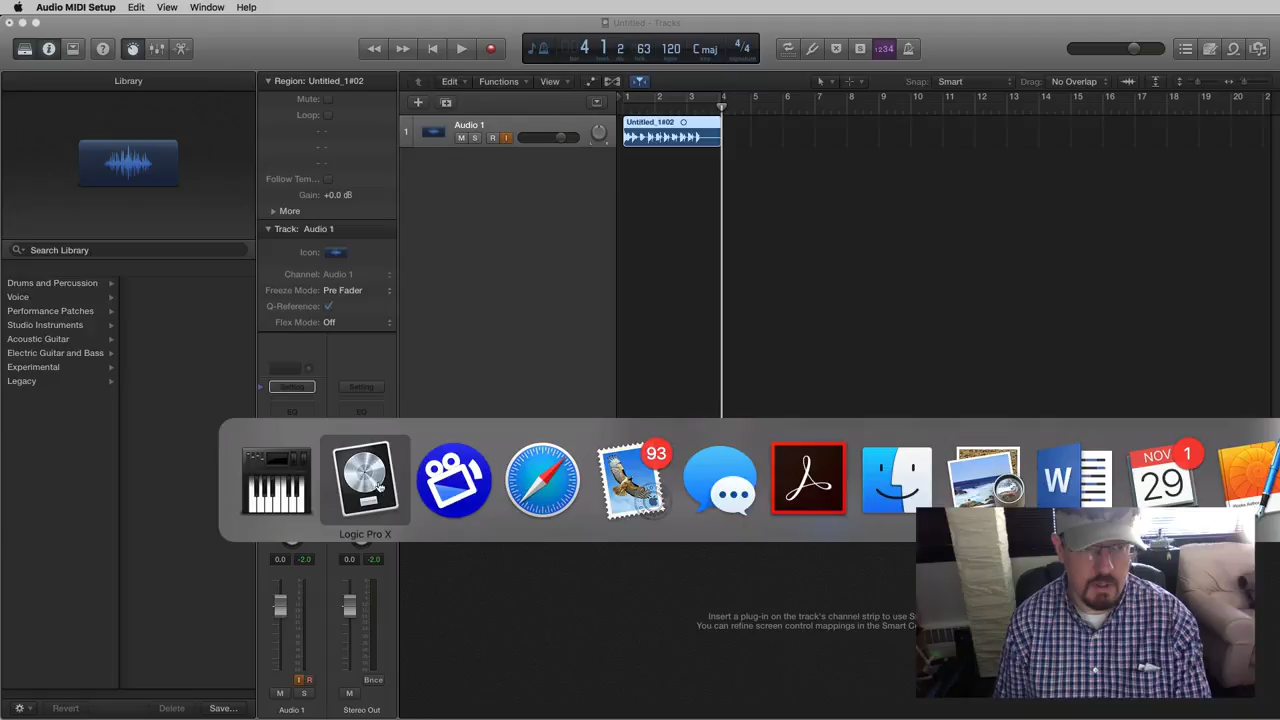 Audio MIDI Setup Edit View Window Help
Untitled - Tracks
4 1 2 63 120 C maj 4/4
1234
Library
Region: Untitled_1#02
Edit Functions View Snap: Smart Drag: No Overlap
Mute:
Loop:
Follow Tem...
Gain: +0.0 dB
More
Track: Audio 1
Icon:
Channel: Audio 1
Freeze Mode: Pre Fader
Q-Reference:
Flex Mode: Off
1 2 3 4 5 6 7 8 9 10 11 12 13 14 15 16 17 18 19 20 21
1 Audio 1
M S R I
Untitled_1#02
Search Library
Drums and Percussion
Voice
Performance Patches
Studio Instruments
Acoustic Guitar
Electric Guitar and Bass
Experimental
Legacy
Setting Setting
EQ EQ
93
W
NOV
29
1
Logic Pro X
0.0 -2.0 0.0 -2.0
Insert a plug-in on the track's channel strip to use S
You can refine screen control mappings in the Smart Co
I R Bnce
M S M
Audio 1 Stereo Out
Revert Delete Save...